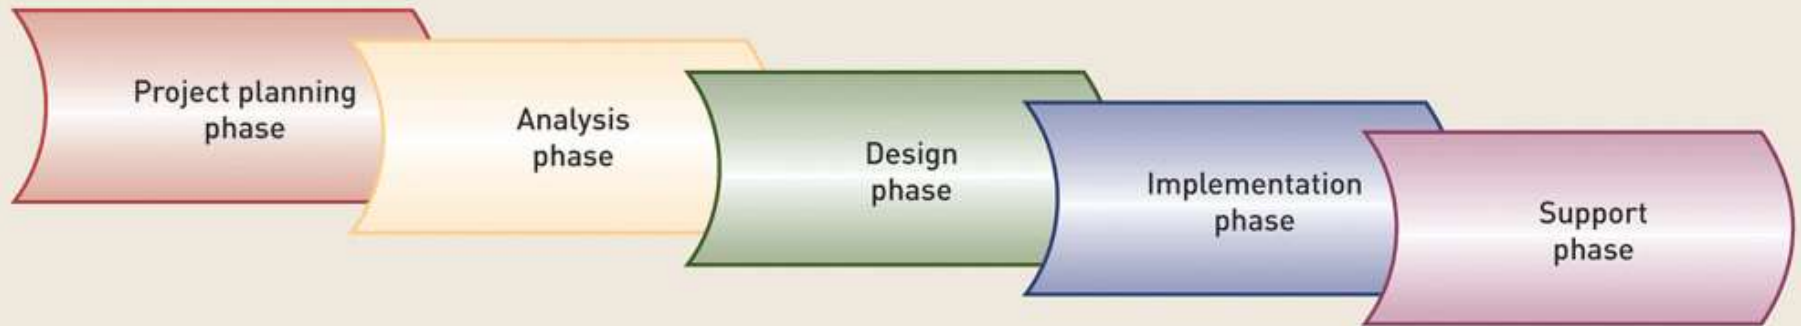 Project planning
phase
Analysis
phase
Design
phase
Implementation
phase
Support
phase